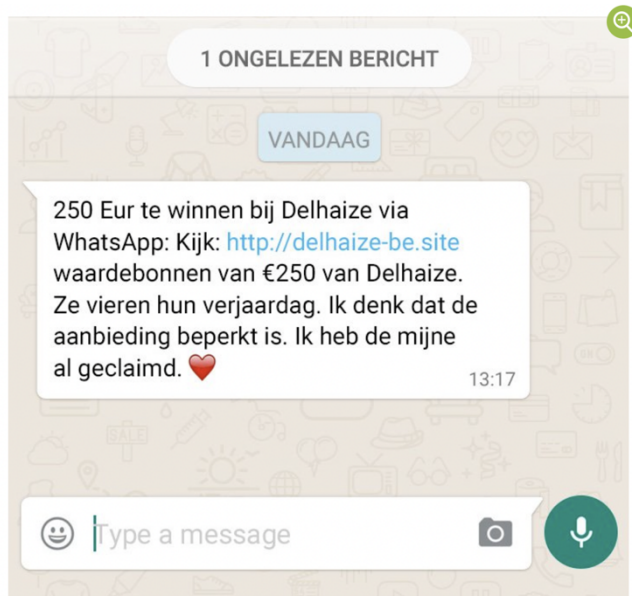 1 ONGELEZEN BERICHT
VANDAAG
250 Eur te winnen bij Delhaize via
WhatsApp: Kijk: http://delhaize-be.site
waardebonnen van €250 van Delhaize.
Ze vieren hun verjaardag. Ik denk dat de
aanbieding beperkt is. Ik heb de mijne
al geclaimd. ❤️
13:17
Type a message